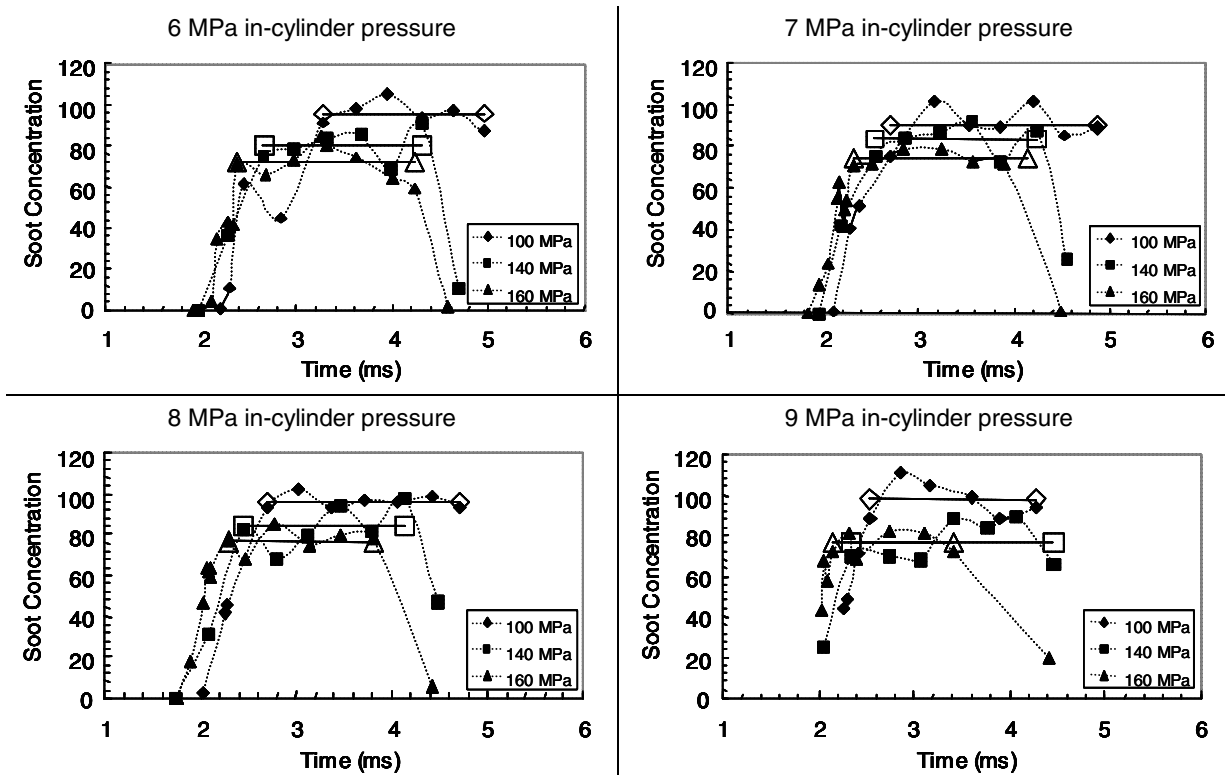 6 MPa in-cylinder pressure
120
100
80
60
40
20
0
Soot Concentration
1 2 3 4 5 6
Time (ms)
100 MPa
140 MPa
160 MPa
7 MPa in-cylinder pressure
120
100
80
60
40
20
0
Soot Concentration
1 2 3 4 5 6
Time (ms)
100 MPa
140 MPa
160 MPa
8 MPa in-cylinder pressure
120
100
80
60
40
20
0
Soot Concentration
1 2 3 4 5 6
Time (ms)
100 MPa
140 MPa
160 MPa
9 MPa in-cylinder pressure
120
100
80
60
40
20
0
Soot Concentration
1 2 3 4 5 6
Time (ms)
100 MPa
140 MPa
160 MPa